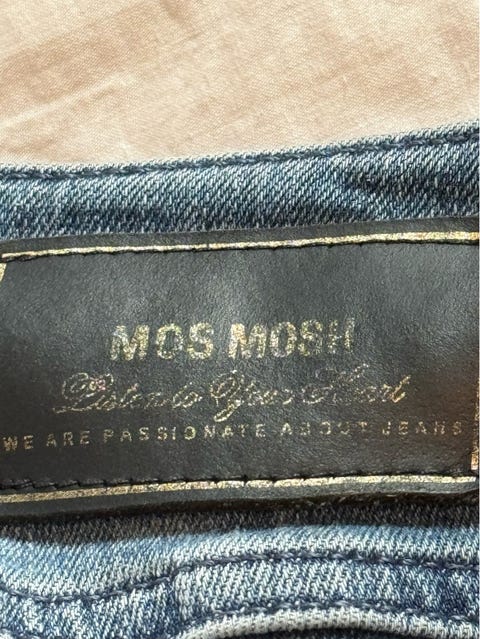 MOS MOSH
Listen to Your Heart
WE ARE PASSIONATE ABOUT JEANS